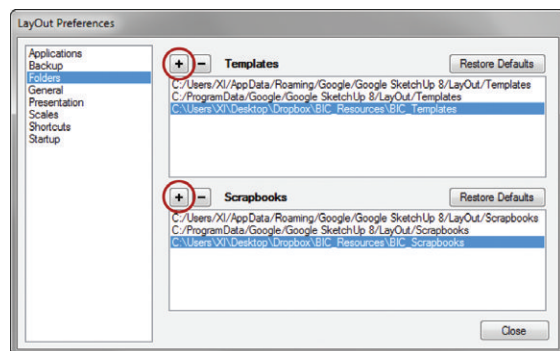 LayOut Preferences
Applications
Backup
Folders
General
Presentation
Scales
Shortcuts
Startup
+ − Templates Restore Defaults
C:/Users/XI/AppData/Roaming/Google/Google SketchUp 8/LayOut/Templates
C:/ProgramData/Google/Google SketchUp 8/LayOut/Templates
C:\Users\XI\Desktop\Dropbox\BIC_Resources\BIC_Templates
+ − Scrapbooks Restore Defaults
C:/Users/XI/AppData/Roaming/Google/Google SketchUp 8/LayOut/Scrapbooks
C:/ProgramData/Google/Google SketchUp 8/LayOut/Scrapbooks
C:\Users\XI\Desktop\Dropbox\BIC_Resources\BIC_Scrapbooks
Close